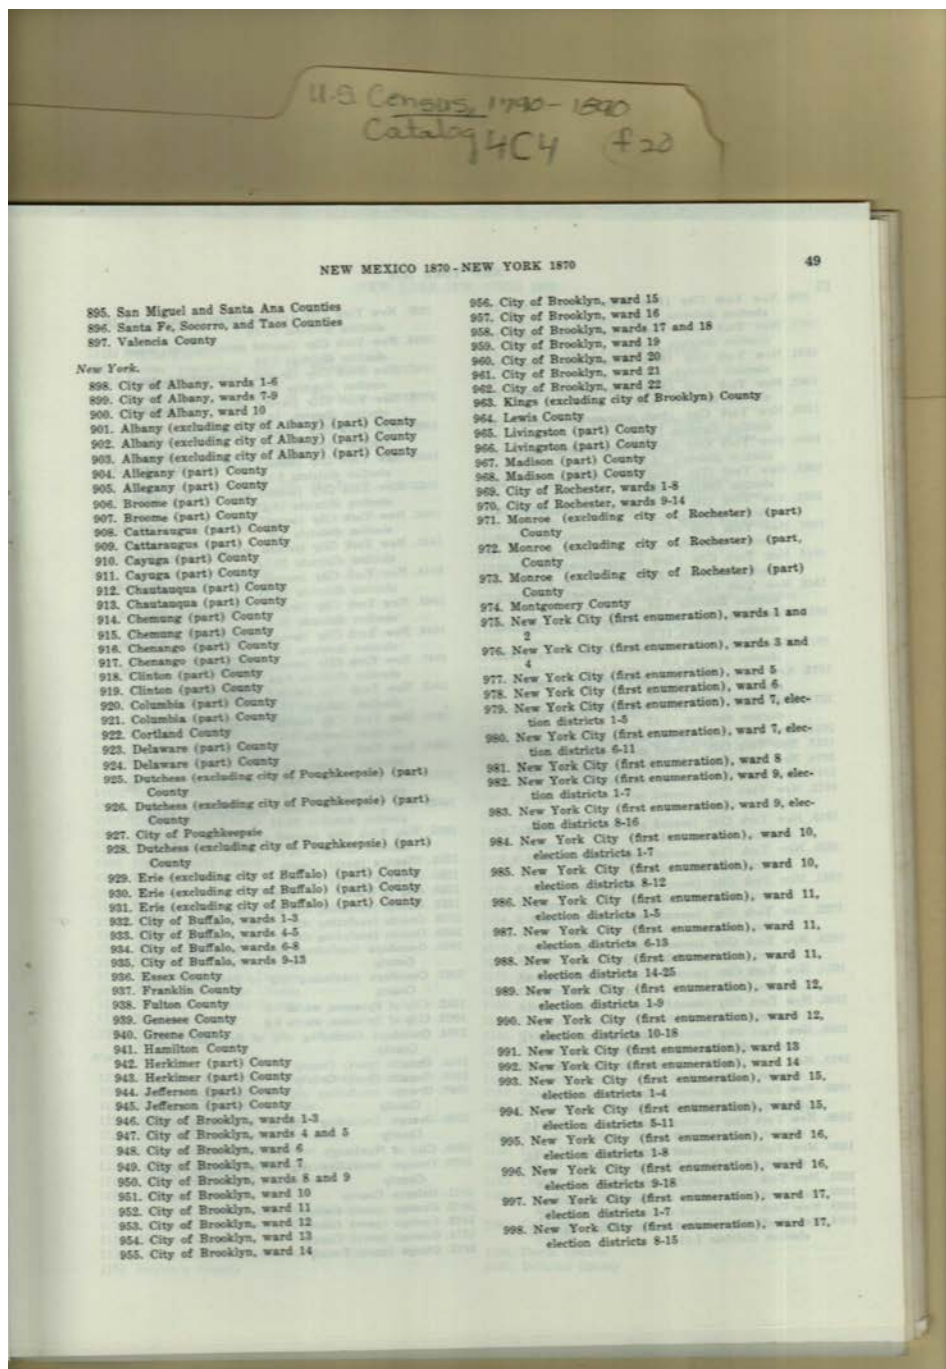 U.S. Census, 1790-1890
Catalog 4C4 f20
NEW MEXICO 1870-NEW YORK 1870
49
895. San Miguel and Santa Ana Counties
896. Santa Fe, Socorro, and Taos Counties
897. Valencia County
New York.
898. City of Albany, wards 1-6
899. City of Albany, wards 7-9
900. City of Albany, ward 10
901. Albany (excluding city of Albany) (part) County
902. Albany (excluding city of Albany) (part) County
903. Albany (excluding city of Albany) (part) County
904. Allegany (part) County
905. Allegany (part) County
906. Broome (part) County
907. Broome (part) County
908. Cattaraugus (part) County
909. Cattaraugus (part) County
910. Cayuga (part) County
911. Cayuga (part) County
912. Chautauqua (part) County
913. Chautauqua (part) County
914. Chemung (part) County
915. Chemung (part) County
916. Chenango (part) County
917. Chenango (part) County
918. Clinton (part) County
919. Clinton (part) County
920. Columbia (part) County
921. Columbia (part) County
922. Cortland County
923. Delaware (part) County
924. Delaware (part) County
925. Dutchess (excluding city of Poughkeepsie) (part)
County
926. Dutchess (excluding city of Poughkeepsie) (part)
County
927. City of Poughkeepsie
928. Dutchess (excluding city of Poughkeepsie) (part)
County
929. Erie (excluding city of Buffalo) (part) County
930. Erie (excluding city of Buffalo) (part) County
931. Erie (excluding city of Buffalo) (part) County
932. City of Buffalo, wards 1-3
933. City of Buffalo, wards 4-5
934. City of Buffalo, wards 6-8
935. City of Buffalo, wards 9-13
936. Essex County
937. Franklin County
938. Fulton County
939. Genesee County
940. Greene County
941. Hamilton County
942. Herkimer (part) County
943. Herkimer (part) County
944. Jefferson (part) County
945. Jefferson (part) County
946. City of Brooklyn, wards 1-3
947. City of Brooklyn, wards 4 and 5
948. City of Brooklyn, ward 6
949. City of Brooklyn, ward 7
950. City of Brooklyn, wards 8 and 9
951. City of Brooklyn, ward 10
952. City of Brooklyn, ward 11
953. City of Brooklyn, ward 12
954. City of Brooklyn, ward 13
955. City of Brooklyn, ward 14
956. City of Brooklyn, ward 15
957. City of Brooklyn, ward 16
958. City of Brooklyn, wards 17 and 18
959. City of Brooklyn, ward 19
960. City of Brooklyn, ward 20
961. City of Brooklyn, ward 21
962. City of Brooklyn, ward 22
963. Kings (excluding city of Brooklyn) County
964. Lewis County
965. Livingston (part) County
966. Livingston (part) County
967. Madison (part) County
968. Madison (part) County
969. City of Rochester, wards 1-8
970. City of Rochester, wards 9-14
971. Monroe (excluding city of Rochester) (part)
County
972. Monroe (excluding city of Rochester) (part,
County
973. Monroe (excluding city of Rochester) (part)
County
974. Montgomery County
975. New York City (first enumeration), wards 1 and
2
976. New York City (first enumeration), wards 3 and
4
977. New York City (first enumeration), ward 5
978. New York City (first enumeration), ward 6
979. New York City (first enumeration), ward 7, elec-
tion districts 1-5
980. New York City (first enumeration), ward 7, elec-
tion districts 6-11
981. New York City (first enumeration), ward 8
982. New York City (first enumeration), ward 9, elec-
tion districts 1-7
983. New York City (first enumeration), ward 9, elec-
tion districts 8-16
984. New York City (first enumeration), ward 10,
election districts 1-7
985. New York City (first enumeration), ward 10,
election districts 8-12
986. New York City (first enumeration), ward 11,
election districts 1-5
987. New York City (first enumeration), ward 11,
election districts 6-13
988. New York City (first enumeration), ward 11,
election districts 14-25
989. New York City (first enumeration), ward 12,
election districts 1-9
990. New York City (first enumeration), ward 12,
election districts 10-18
991. New York City (first enumeration), ward 13
992. New York City (first enumeration), ward 14
993. New York City (first enumeration), ward 15,
election districts 1-4
994. New York City (first enumeration), ward 15,
election districts 5-11
995. New York City (first enumeration), ward 16,
election districts 1-8
996. New York City (first enumeration), ward 16,
election districts 9-18
997. New York City (first enumeration), ward 17,
election districts 1-7
998. New York City (first enumeration), ward 17,
election districts 8-15